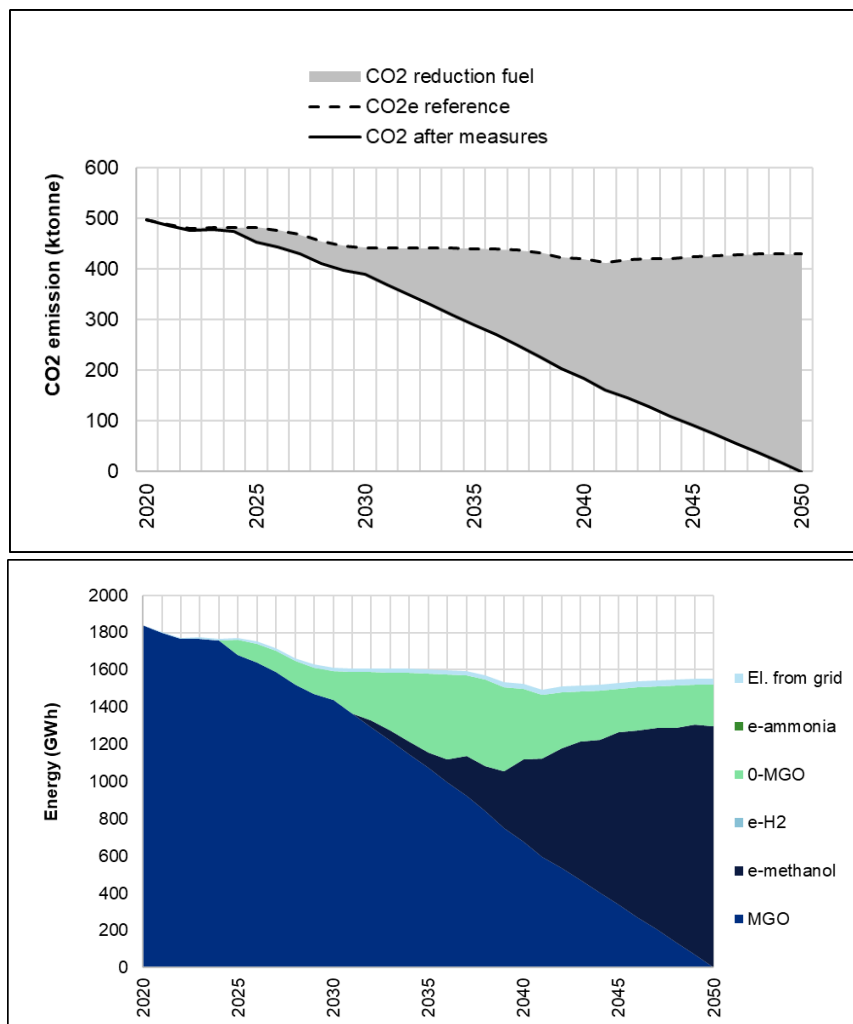 CO2 reduction fuel
CO2e reference
CO2 after measures
CO2 emission (ktonne)
600
500
400
300
200
100
0
2020
2025
2030
2035
2040
2045
2050
Energy (GWh)
2000
1800
1600
1400
1200
1000
800
600
400
200
0
2020
2025
2030
2035
2040
2045
2050
El. from grid
e-ammonia
0-MGO
e-H2
e-methanol
MGO